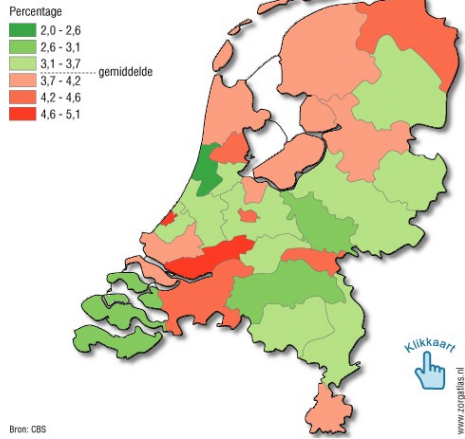 Percentage
2,0 - 2,6
2,6 - 3,1
3,1 - 3,7
gemiddelde
3,7 - 4,2
4,2 - 4,6
4,6 - 5,1
Klikkaart
www.zorgatlas.nl
Bron: CBS